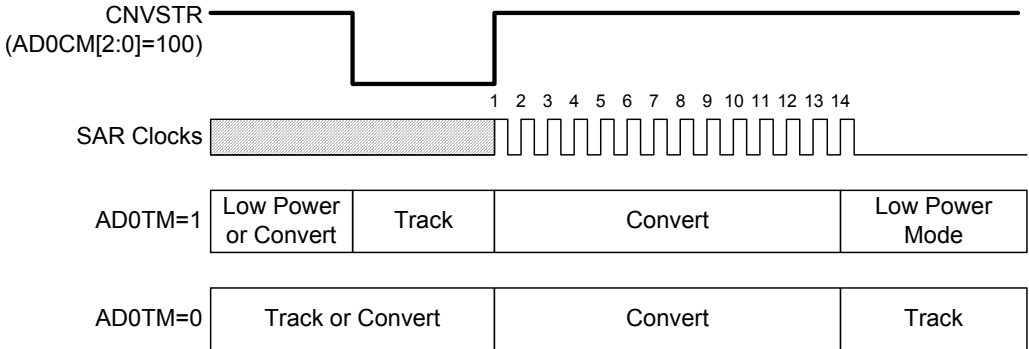 CNVSTR
(AD0CM[2:0]=100)
1 2 3 4 5 6 7 8 9 10 11 12 13 14
SAR Clocks
AD0TM=1
Low Power
or Convert
Track
Convert
Low Power
Mode
AD0TM=0
Track or Convert
Convert
Track